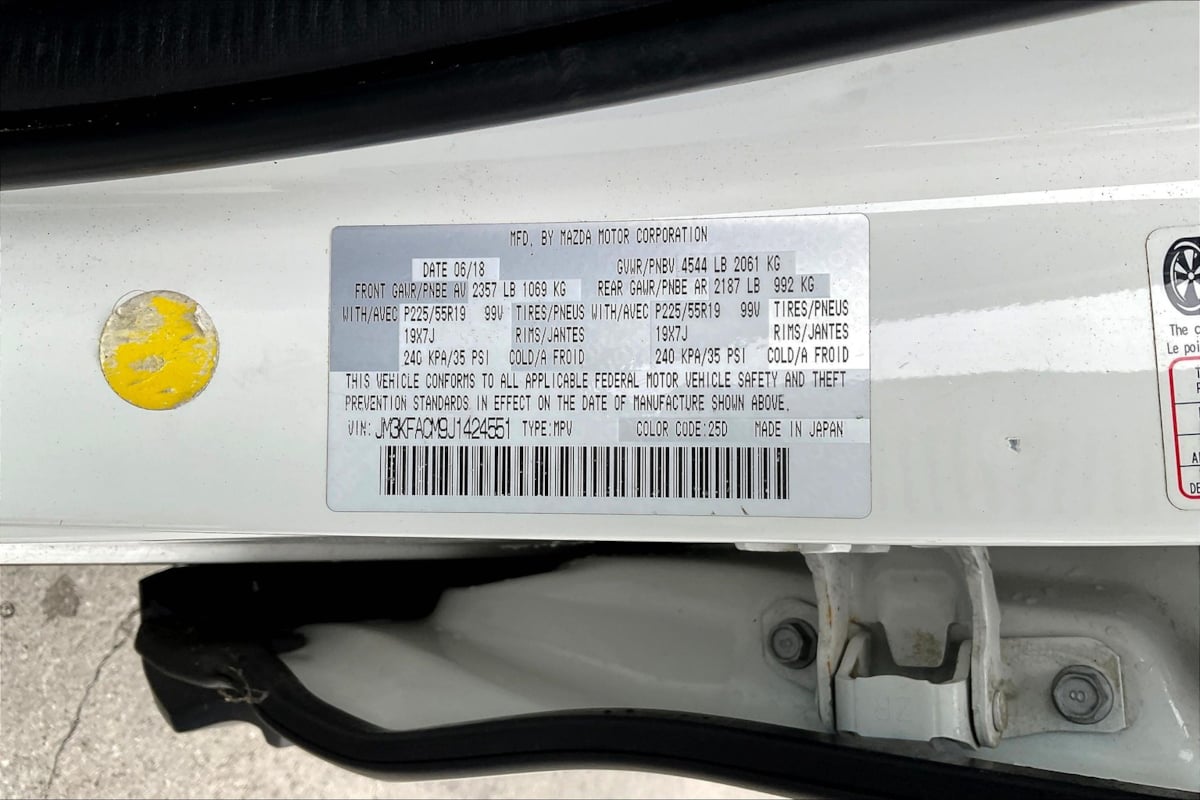 MFD. BY MAZDA MOTOR CORPORATION
DATE 06/18 GVWR/PNBV 4544 LB 2061 KG
FRONT GAWR/PNBE AV 2357 LB 1069 KG REAR GAWR/PNBE AR 2187 LB 992 KG
WITH/AVEC P225/55R19 99V TIRES/PNEUS WITH/AVEC P225/55R19 99V TIRES/PNEUS
19X7J RIMS/JANTES 19X7J RIMS/JANTES
240 KPA/35 PSI COLD/A FROID 240 KPA/35 PSI COLD/A FROID
THIS VEHICLE CONFORMS TO ALL APPLICABLE FEDERAL MOTOR VEHICLE SAFETY AND THEFT
PREVENTION STANDARDS IN EFFECT ON THE DATE OF MANUFACTURE SHOWN ABOVE.
VIN: JM3KFACM9J1424551 TYPE:MPV COLOR CODE:25D MADE IN JAPAN
The
Le
8
8